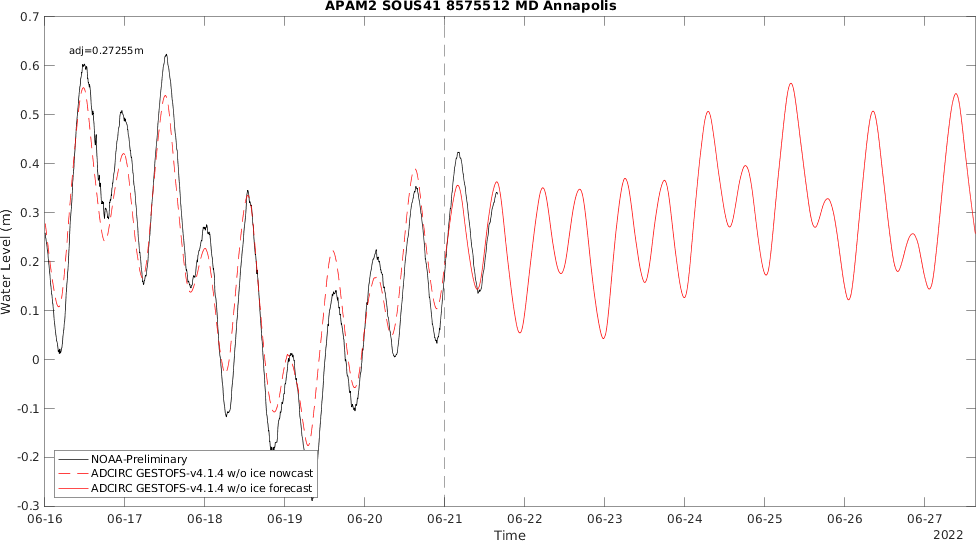 APAM2 SOUS41 8575512 MD Annapolis
adj=0.27255m
0.7
0.6
0.5
0.4
0.3
0.2
0.1
0
-0.1
-0.2
-0.3
Water Level (m)
NOAA-Preliminary
ADCIRC GESTOFS-v4.1.4 w/o ice nowcast
ADCIRC GESTOFS-v4.1.4 w/o ice forecast
06-16 06-17 06-18 06-19 06-20 06-21 06-22 06-23 06-24 06-25 06-26 06-27
Time
2022